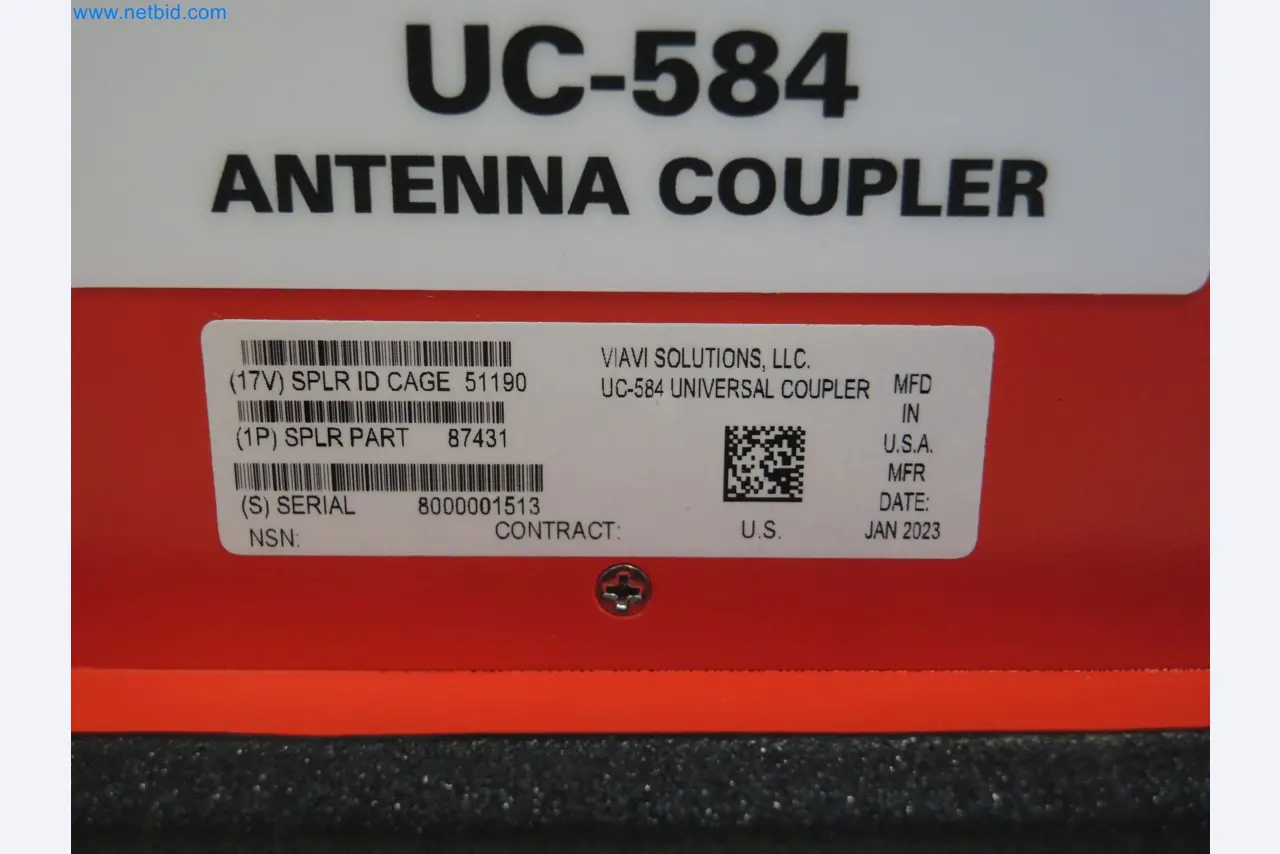 www.netbid.com
UC-584
ANTENNA COUPLER
(17V) SPLR ID CAGE 51190
(1P) SPLR PART 87431
(S) SERIAL 8000001513
NSN:
CONTRACT:
VIAVI SOLUTIONS, LLC.
UC-584 UNIVERSAL COUPLER
U.S.
MFD
IN
U.S.A.
MFR
DATE:
JAN 2023